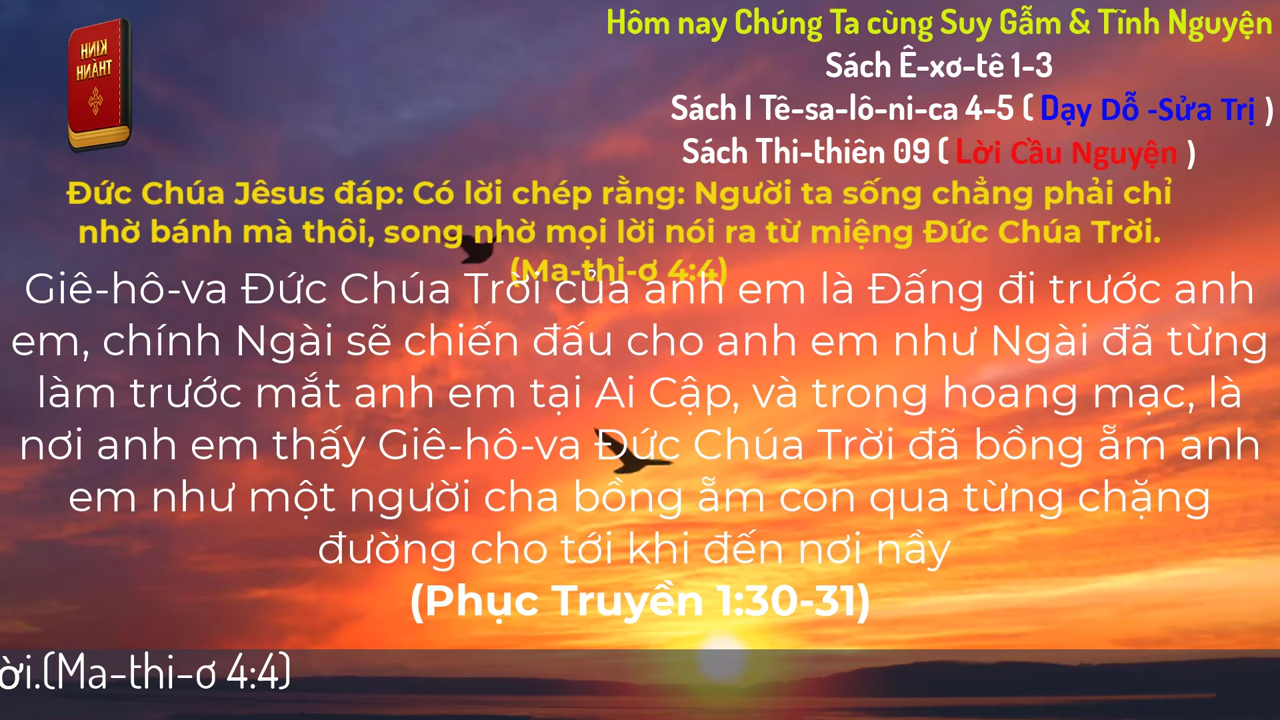 KINH
THÁNH
Hôm nay Chúng Ta cùng Suy Gẫm & Tĩnh Nguyện
Sách Ê-xơ-tê 1-3
Sách I Tê-sa-lô-ni-ca 4-5 ( Dạy Dỗ -Sửa Trị )
Sách Thi-thiên 09 ( Lời Cầu Nguyện )
Đức Chúa Jêsus đáp: Có lời chép rằng: Người ta sống chẳng phải chỉ
nhờ bánh mà thôi, song nhờ mọi lời nói ra từ miệng Đức Chúa Trời.
(Ma-thi-ơ 4:4)
Giê-hô-va Đức Chúa Trời của anh em là Đấng đi trước anh
em, chính Ngài sẽ chiến đấu cho anh em như Ngài đã từng
làm trước mắt anh em tại Ai Cập, và trong hoang mạc, là
nơi anh em thấy Giê-hô-va Đức Chúa Trời đã bồng ẵm anh
em như một người cha bồng ẵm con qua từng chặng
đường cho tới khi đến nơi nầy
(Phục Truyền 1:30-31)
ời.(Ma-thi-ơ 4:4)